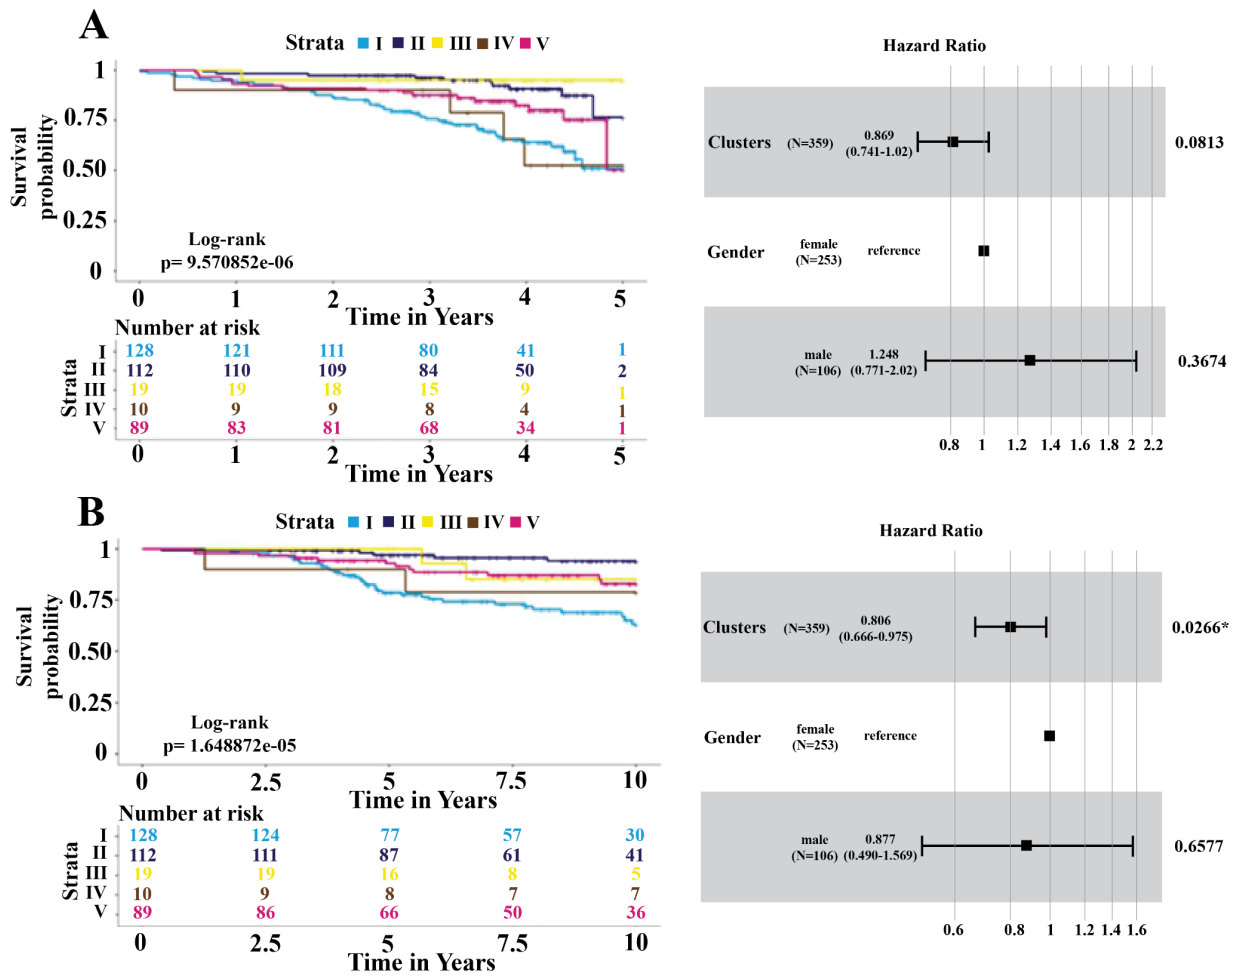 A
Strata I II III IV V
1
0.75
0.50
0.25
0
Survival
probability
Log-rank
p= 9.570852e-06
0 1 2 3 4 5
Time in Years
Number at risk
Strata
I 128 121 111 80 41 1
II 112 110 109 84 50 2
III 19 19 18 15 9 1
IV 10 9 9 8 4 1
V 89 83 81 68 34 1
0 1 2 3 4 5
Time in Years
Hazard Ratio
Clusters (N=359) 0.869 0.0813
(0.741-1.02)
Gender female reference
(N=253)
male 1.248 0.3674
(N=106) (0.771-2.02)
0.8 1 1.2 1.4 1.6 1.8 2 2.2
B
Strata I II III IV V
1
0.75
0.50
0.25
0
Survival
probability
Log-rank
p= 1.648872e-05
0 2.5 5 7.5 10
Time in Years
Number at risk
Strata
I 128 124 77 57 30
II 112 111 87 61 41
III 19 19 16 8 5
IV 10 9 8 7 7
V 89 86 66 50 36
0 2.5 5 7.5 10
Time in Years
Hazard Ratio
Clusters (N=359) 0.806 0.0266*
(0.666-0.975)
Gender female reference
(N=253)
male 0.877 0.6577
(N=106) (0.490-1.569)
0.6 0.8 1 1.2 1.4 1.6